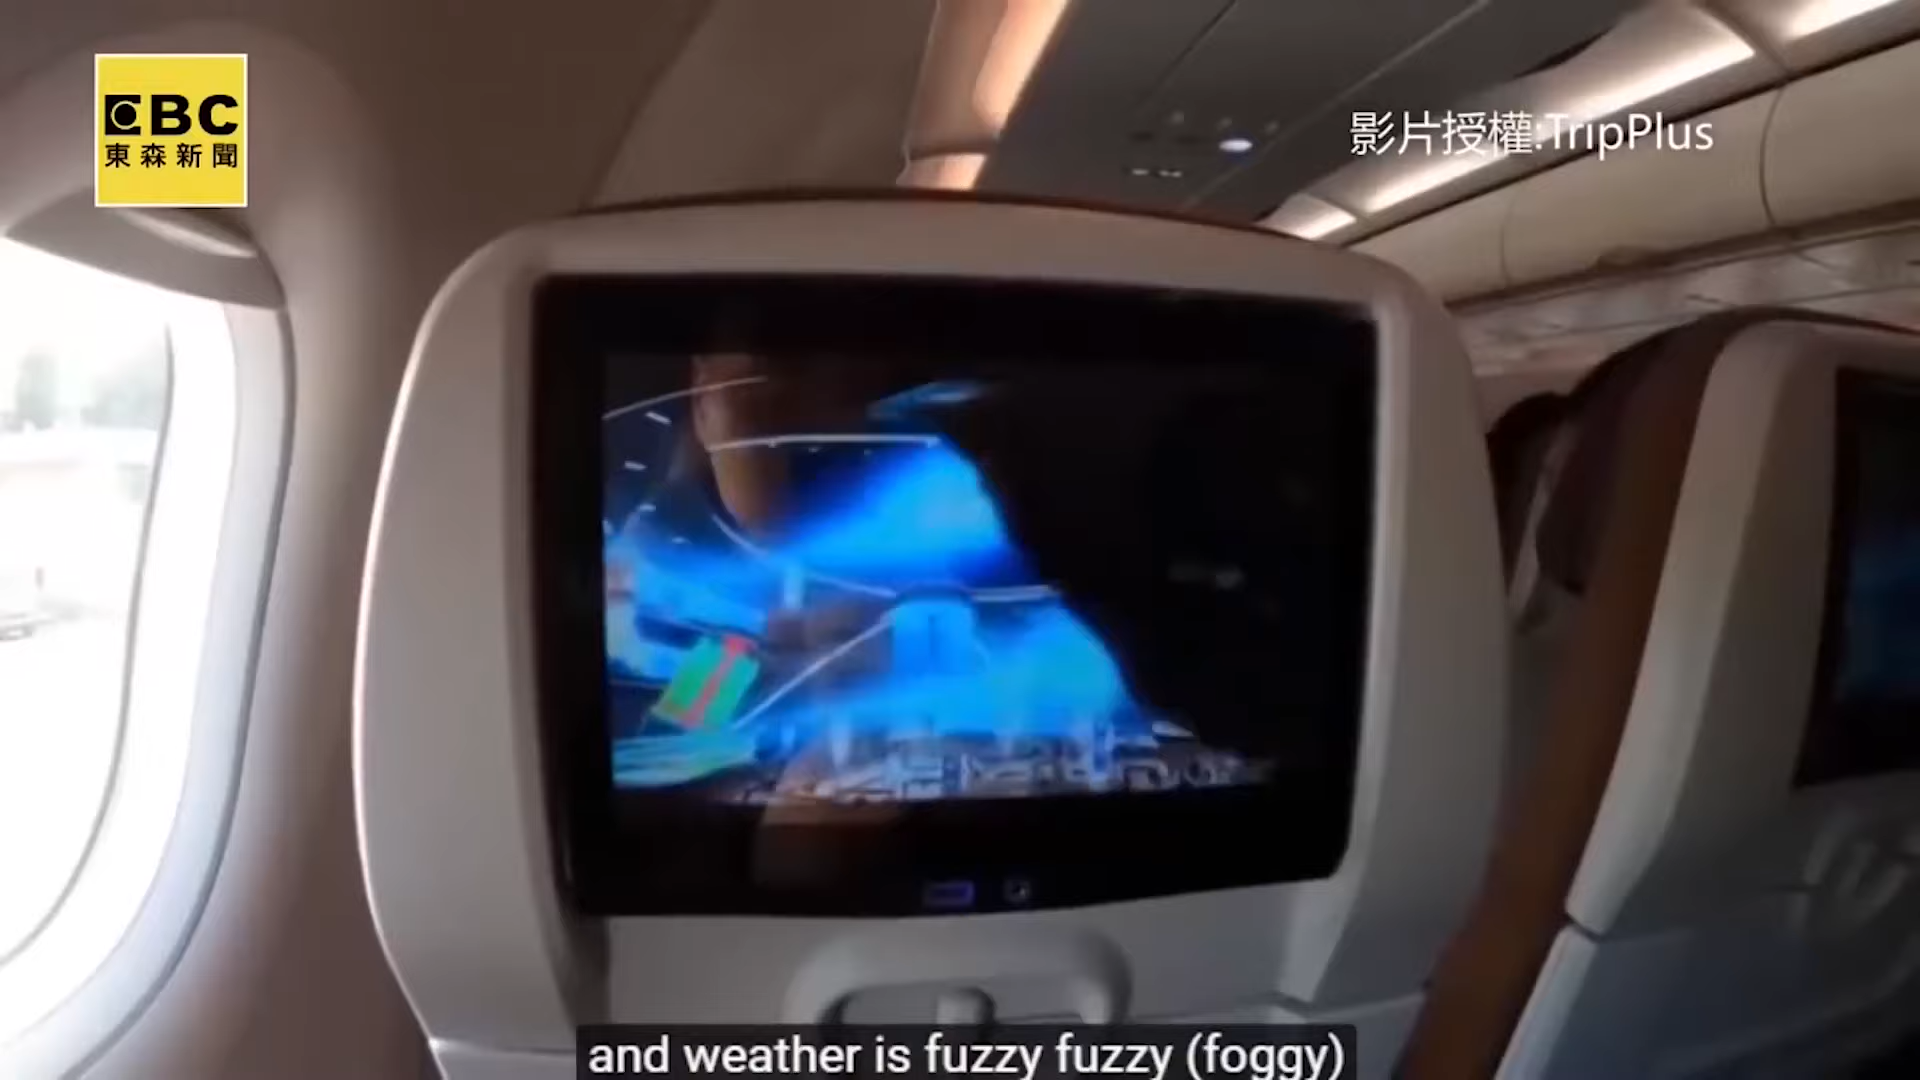 EBC
東森新聞
影片授權:TripPlus
and weather is fuzzy fuzzy (foggy)